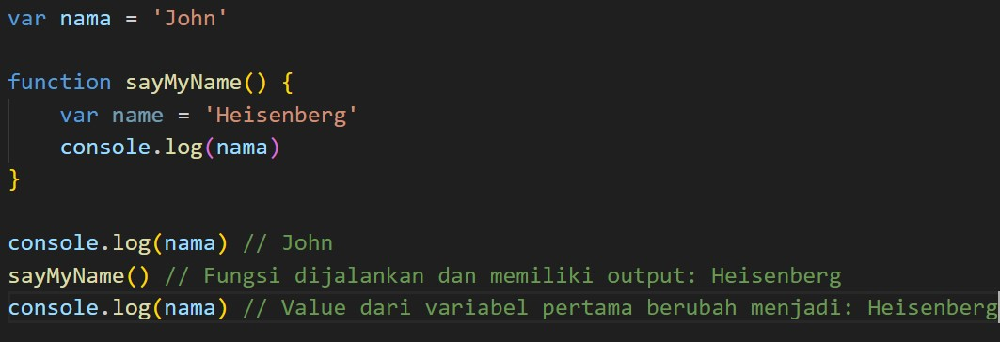 var nama = 'John'
function sayMyName() {
    var name = 'Heisenberg'
    console.log(nama)
}
console.log(nama) // John
sayMyName() // Fungsi dijalankan dan memiliki output: Heisenberg
console.log(nama) // Value dari variabel pertama berubah menjadi: Heisenberg